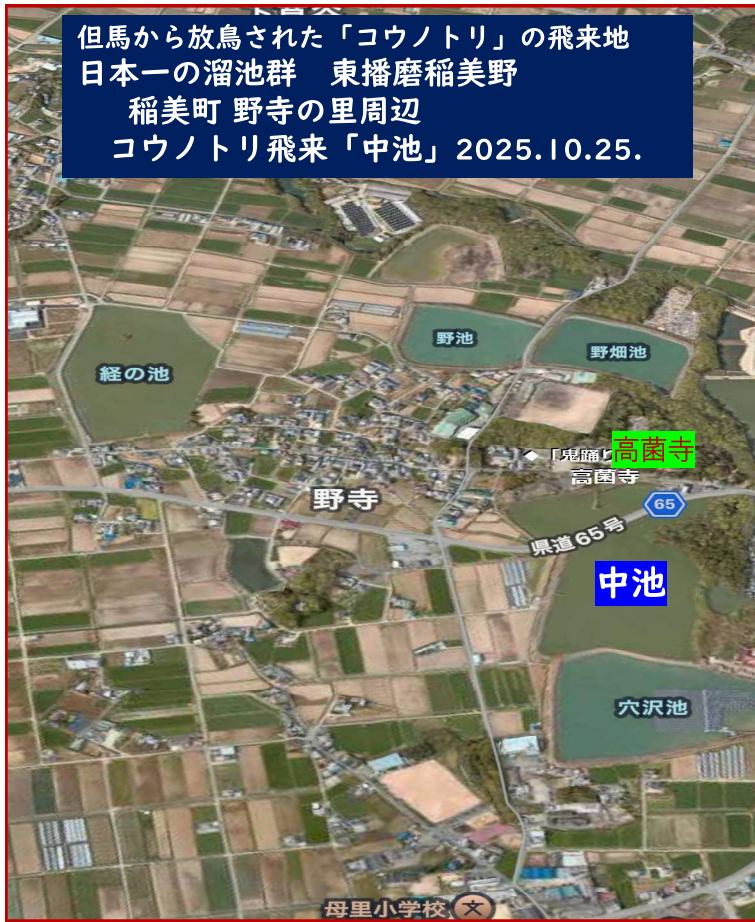 但馬から放鳥された「コウノトリ」の飛来地
日本一の溜池群　東播磨稲美野
稲美町 野寺の里周辺
コウノトリ飛来「中池」2025.10.25.
野池
野畑池
経の池
「鬼踊り
高薗寺
高薗寺
野寺
65
県道65号
中池
穴沢池
母里小学校
文